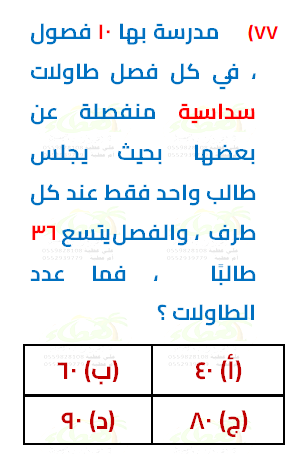 ٧٧) مدرسة بها ١٠ فصول
، في كل فصل طاولات
سداسية منفصلة عن
بعضها بحيث يجلس
طالب واحد فقط عند كل
طرف ، والفصل يتسع ٣٦
طالبًا ، فما عدد
الطاولات ؟
(أ) ٤٠ (ب) ٦٠
(ج) ٨٠ (د) ٩٠